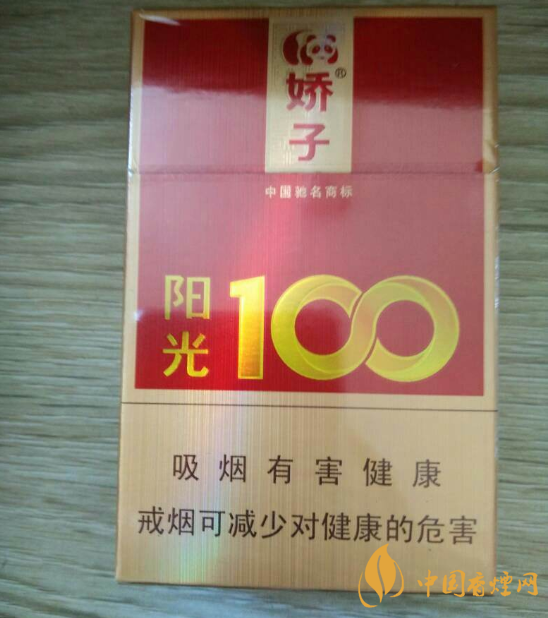 娇®
子
中国驰名商标
阳
光
100
吸烟有害健康
戒烟可减少对健康的危害
中国香烟网